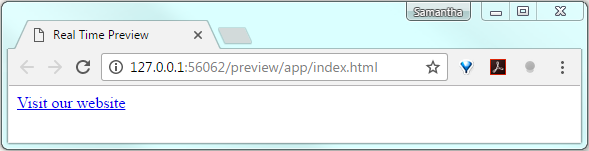 Samantha
Real Time Preview
127.0.0.1:56062/preview/app/index.html
Visit our website